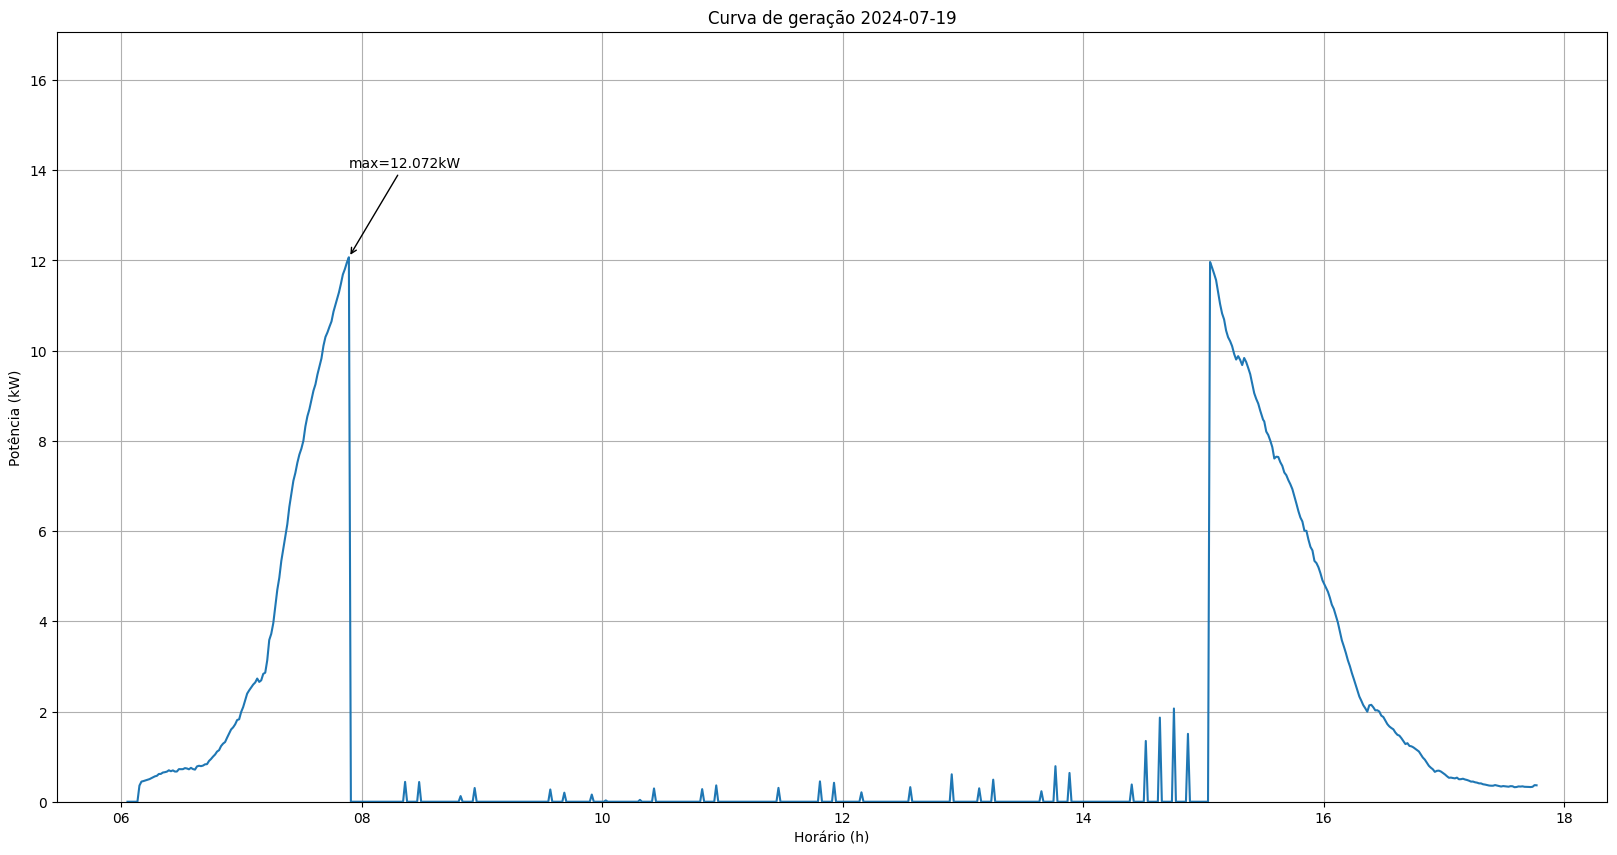 Curva de geração 2024-07-19
16
14
12
10
8
6
4
2
0
Potência (kW)
max=12.072kW
06 08 10 12 14 16 18
Horário (h)